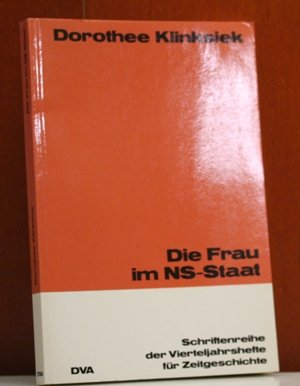 Dorothee Klinksiek
Die Frau
im NS-Staat
Schriftenreihe
der Vierteljahrshefte
für Zeitgeschichte
DVA